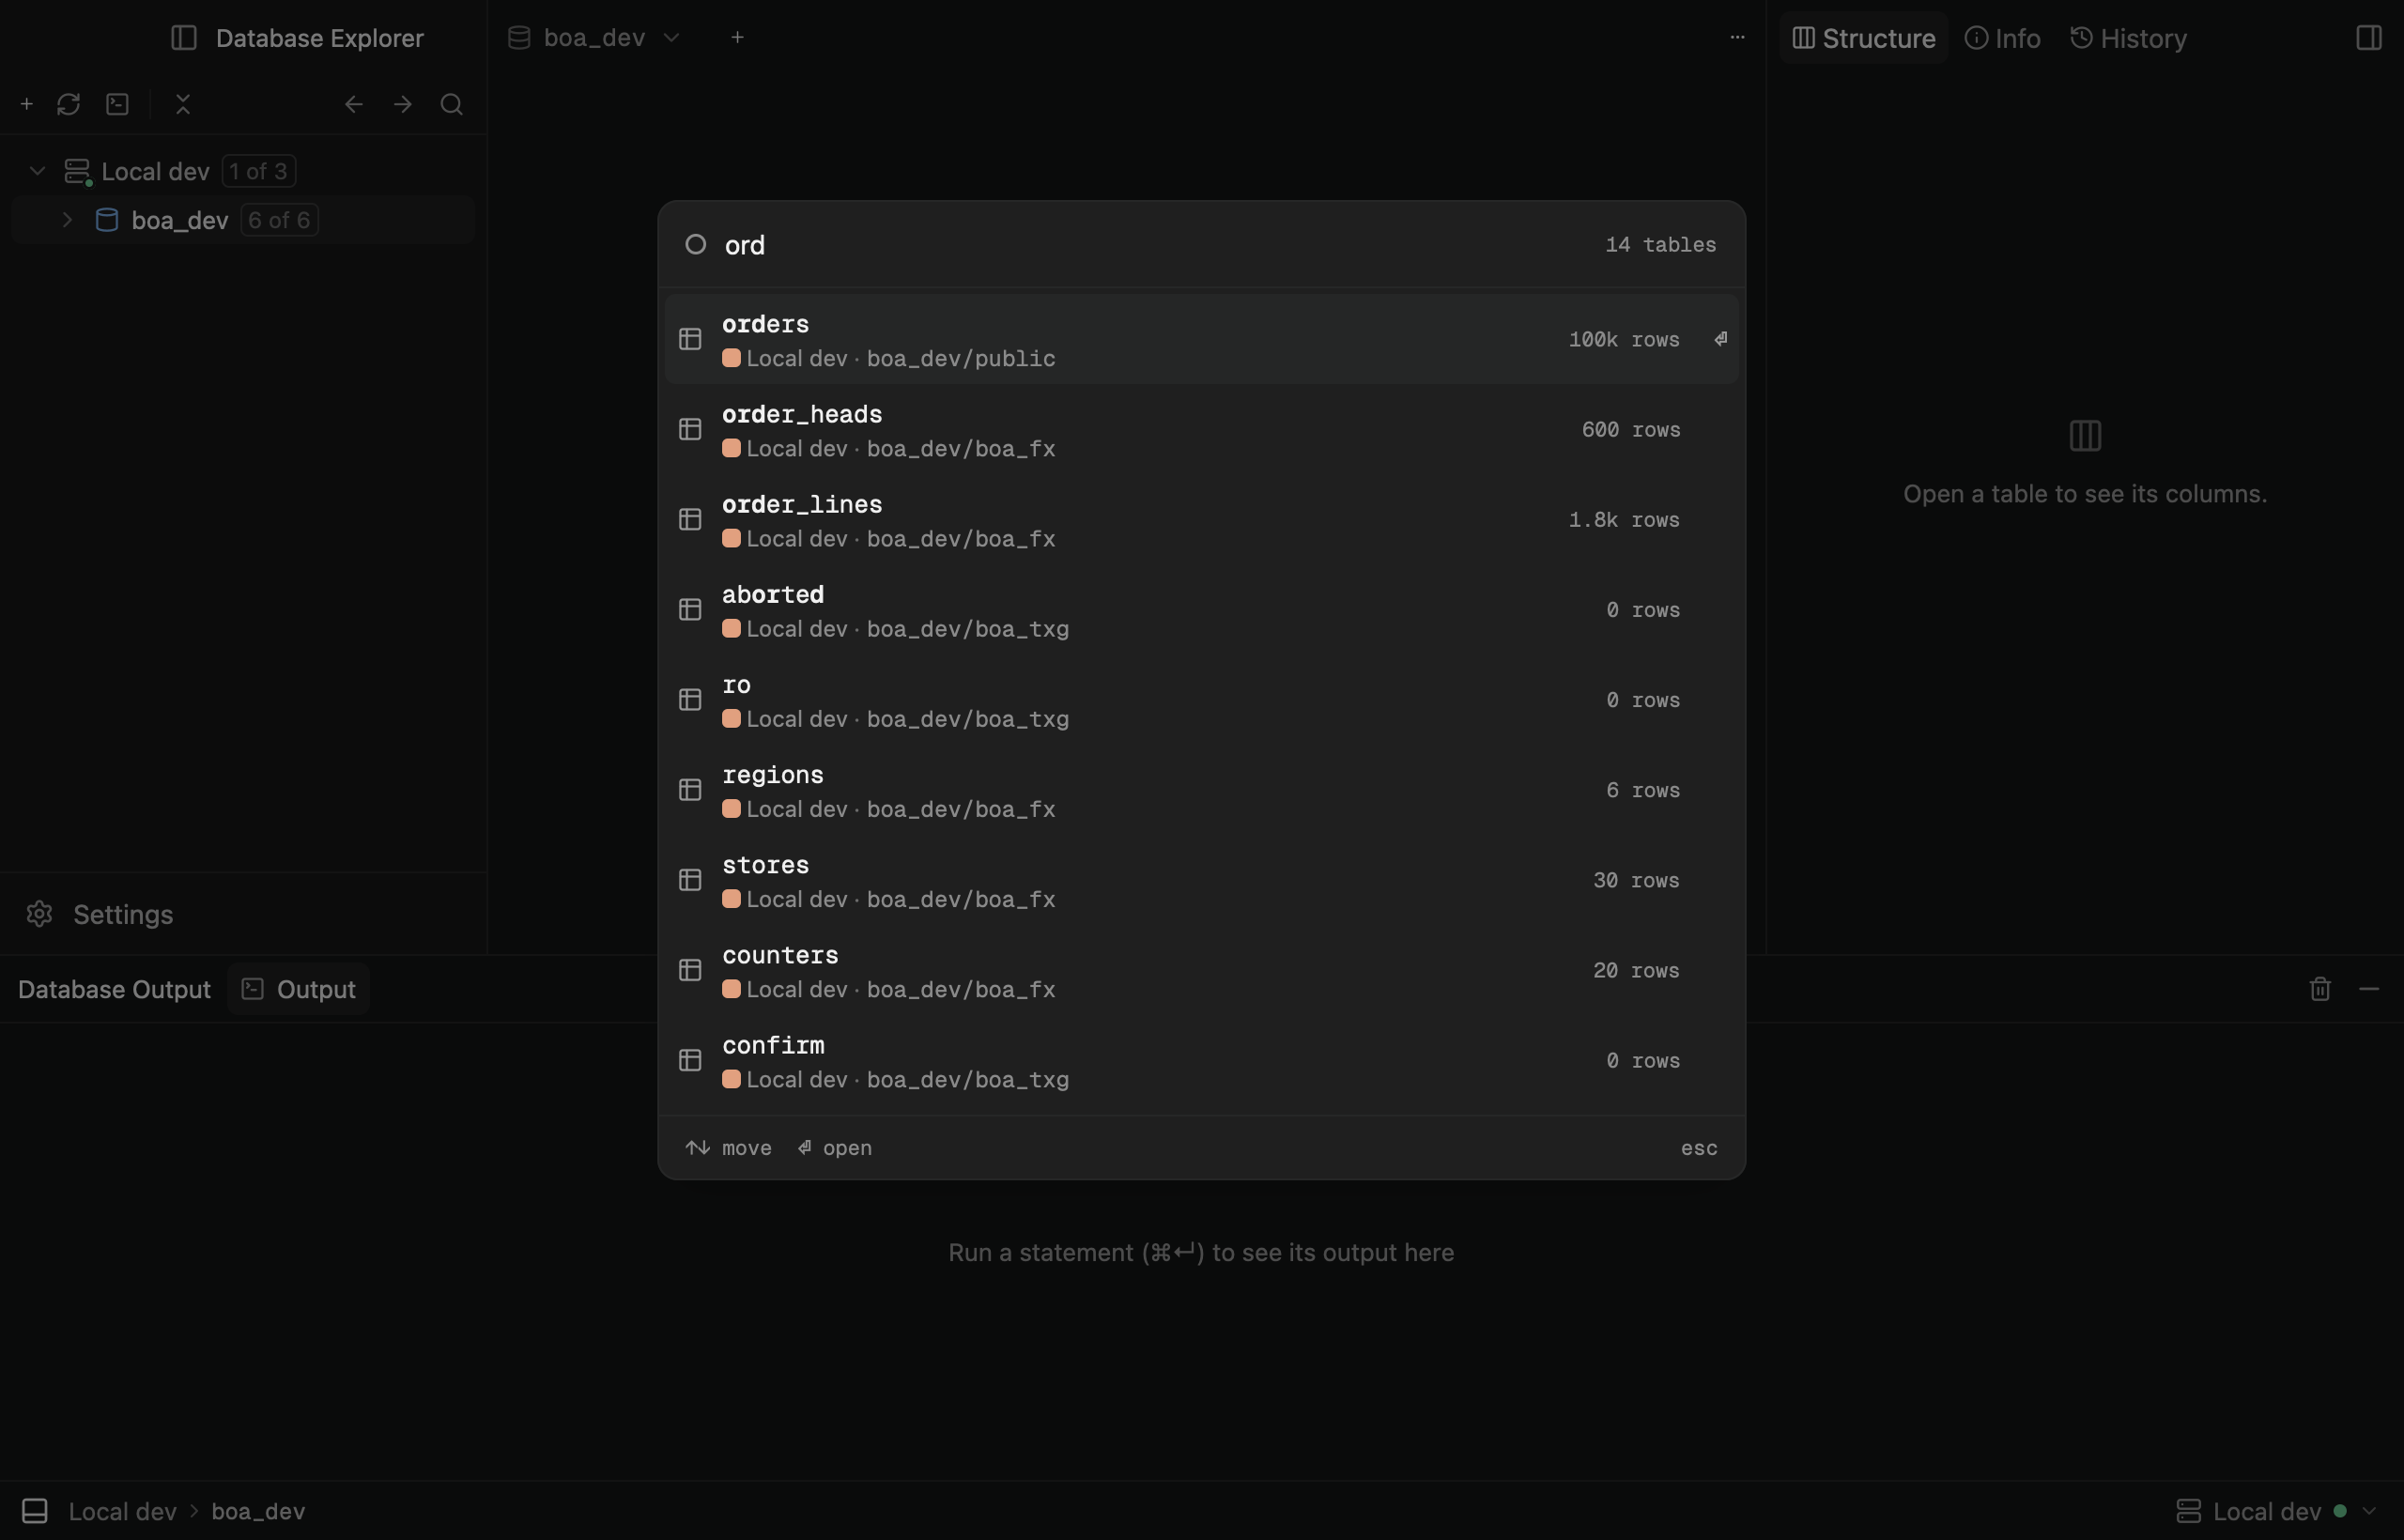 Database Explorer
boa_dev
Structure
Info
History
Local dev 1 of 3
boa_dev 6 of 6
ord
14 tables
orders
Local dev · boa_dev/public
100k rows
order_heads
Local dev · boa_dev/boa_fx
600 rows
order_lines
Local dev · boa_dev/boa_fx
1.8k rows
aborted
Local dev · boa_dev/boa_txg
0 rows
ro
Local dev · boa_dev/boa_txg
0 rows
regions
Local dev · boa_dev/boa_fx
6 rows
stores
Local dev · boa_dev/boa_fx
30 rows
counters
Local dev · boa_dev/boa_fx
20 rows
confirm
Local dev · boa_dev/boa_txg
0 rows
↑↓ move ⏎ open
esc
Open a table to see its columns.
Settings
Database Output
Output
Run a statement (⌘↵) to see its output here
Local dev > boa_dev
Local dev